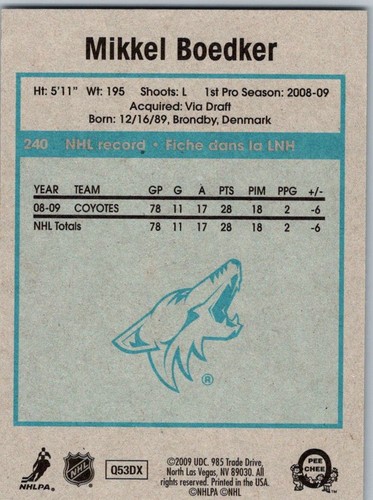 Mikkel Boedker
Ht: 5'11" Wt: 195 Shoots: L 1st Pro Season: 2008-09
Acquired: Via Draft
Born: 12/16/89, Brondby, Denmark
240 NHL record • Fiche dans la LNH
YEAR TEAM GP G A PTS PIM PPG +/-
08-09 COYOTES 78 11 17 28 18 2 -6
NHL Totals 78 11 17 28 18 2 -6
®
NHLPA®
NHL
Q53DX
©2009 UDC. 985 Trade Drive,
North Las Vegas, NV 89030. All
Rights Reserved. Printed in the USA.
©NHLPA ©NHL
O PEE CHEE